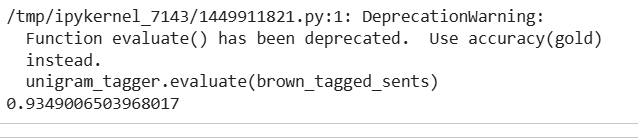 /tmp/ipykernel_7143/1449911821.py:1: DeprecationWarning:
  Function evaluate() has been deprecated.  Use accuracy(gold)
  instead.
  unigram_tagger.evaluate(brown_tagged_sents)
0.9349006503968017